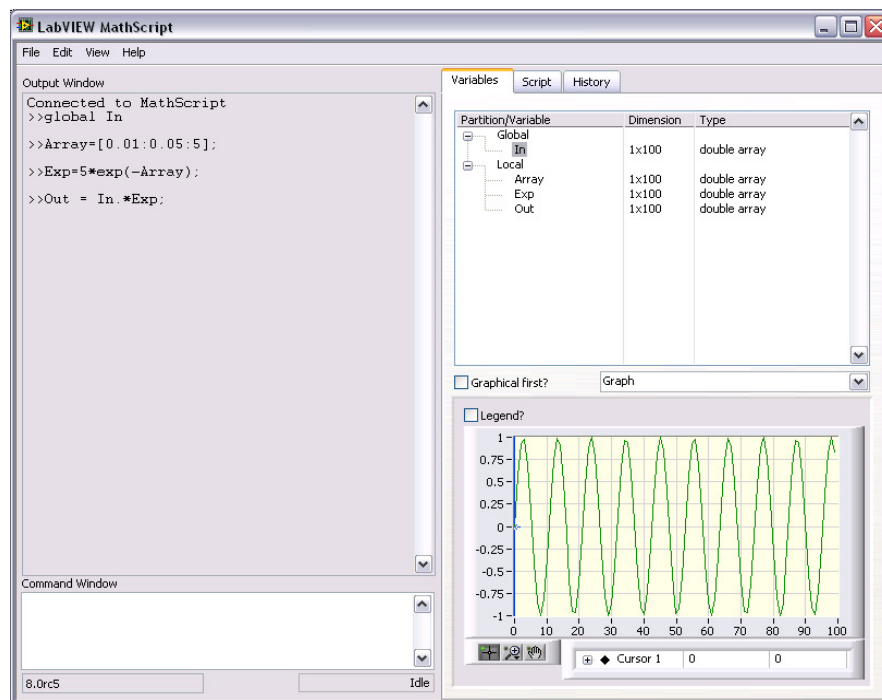 LabVIEW MathScript
File Edit View Help
Output Window
Connected to MathScript
>>global In
>>Array=[0.01:0.05:5];
>>Exp=5*exp(-Array);
>>Out = In.*Exp;
Command Window
8.0rc5 Idle
Variables Script History
Partition/Variable Dimension Type
Global
In 1x100 double array
Local
Array 1x100 double array
Exp 1x100 double array
Out 1x100 double array
Graphical first? Graph
Legend?
1
0.75
0.5
0.25
0
-0.25
-0.5
-0.75
-1
0 10 20 30 40 50 60 70 80 90 100
Cursor 1 0 0